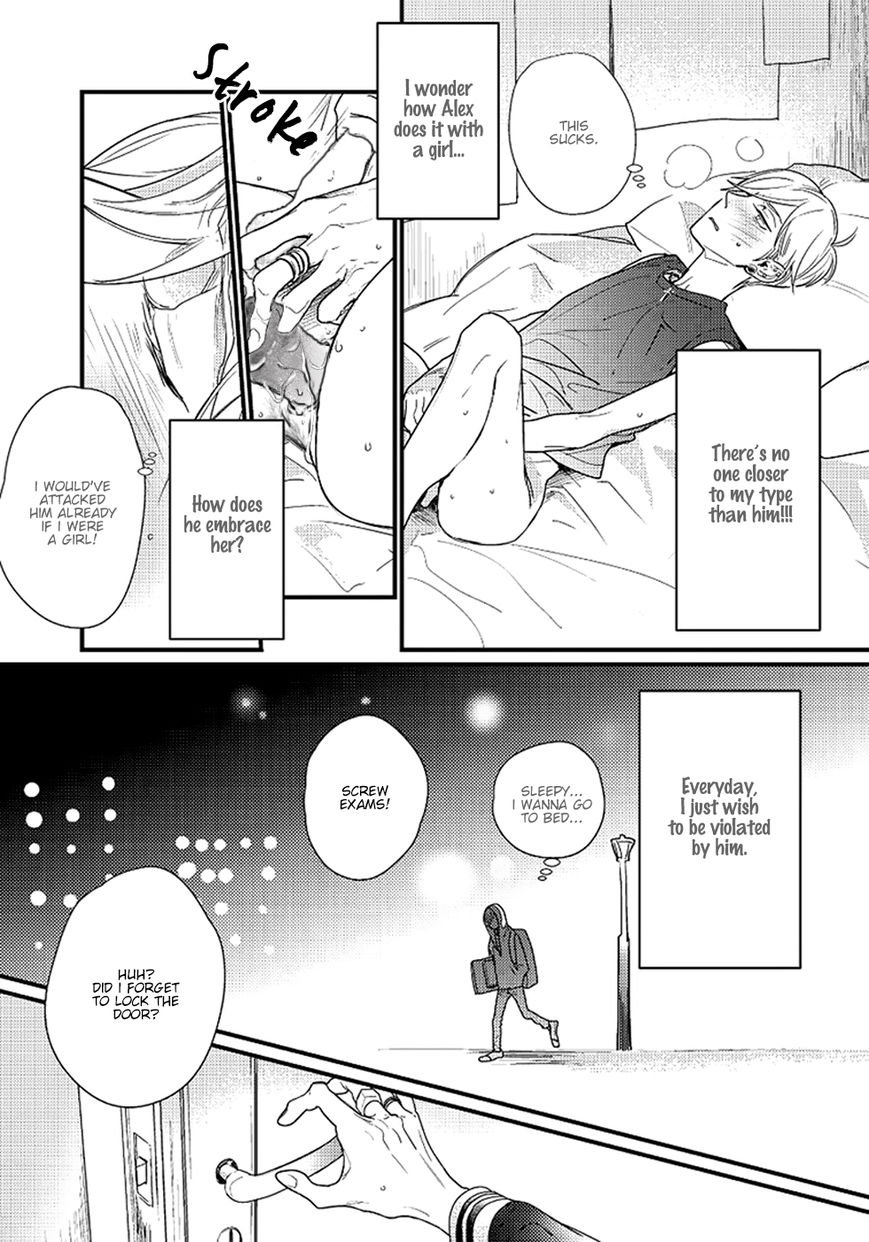 THIS
SUCKS.
There's no
one closer
to my type
than him!!!
I wonder
how Alex
does it with
a girl...
Stroke
How does
he embrace
her?
I WOULD'VE
ATTACKED
HIM ALREADY
IF I WERE
A GIRL!
Everyday,
I just wish
to be violated
by him.
SLEEPY...
I WANNA GO
TO BED...
SCREW
EXAMS!
HUH?
DID I FORGET
TO LOCK THE
DOOR?